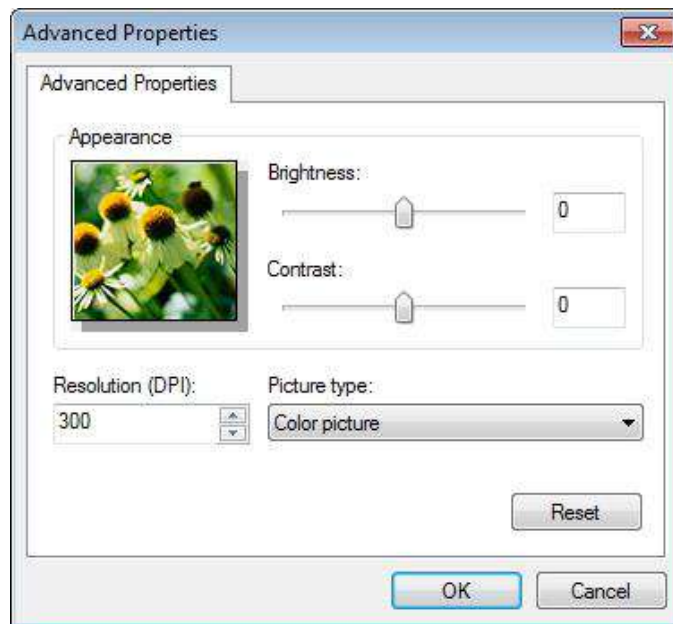 Advanced Properties
Advanced Properties
Appearance
Brightness:
0
Contrast:
0
Resolution (DPI):
Picture type:
300
Color picture
Reset
OK
Cancel